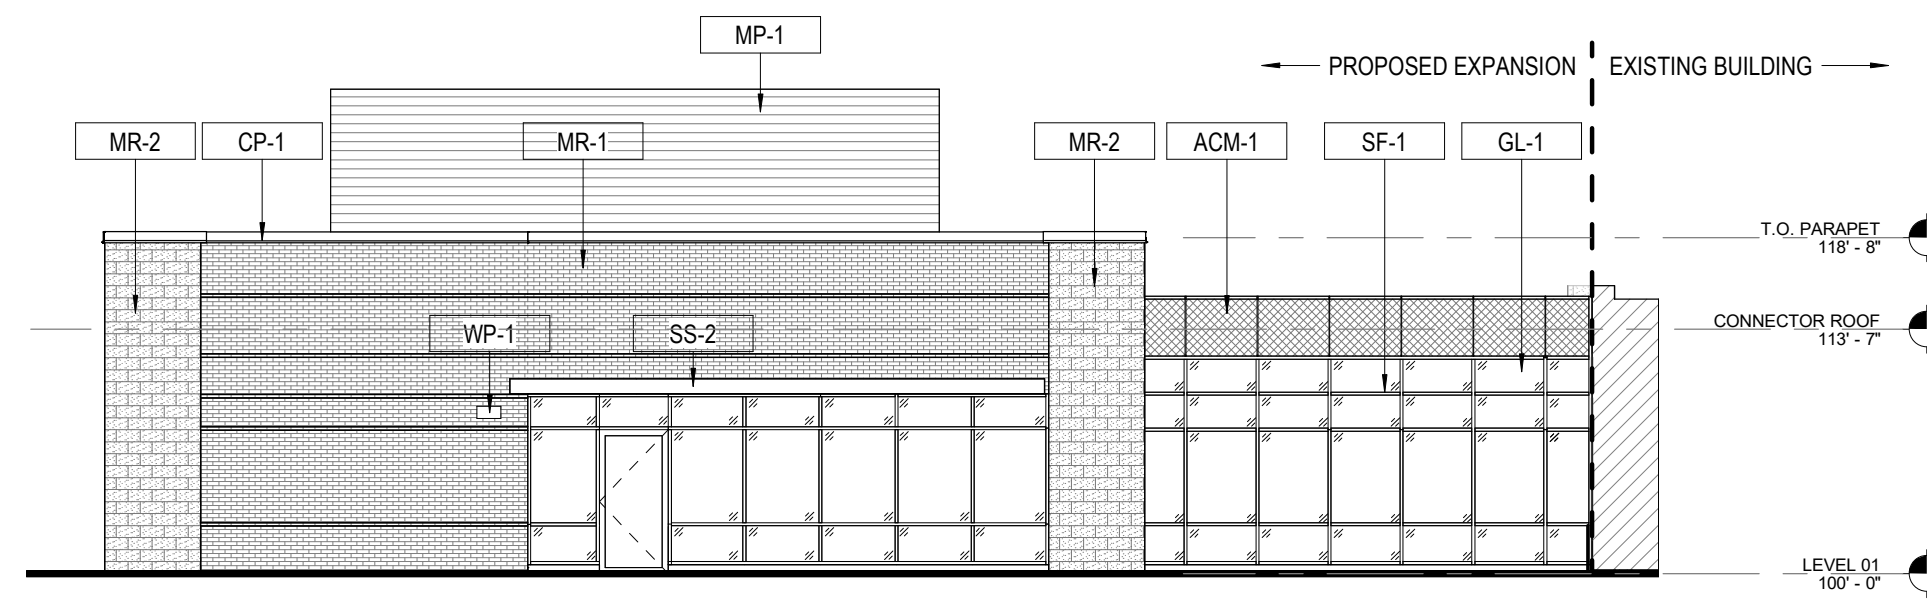 MP-1
PROPOSED EXPANSION
EXISTING BUILDING
MR-2
CP-1
MR-1
MR-2
ACM-1
SF-1
GL-1
T.O. PARAPET
118' - 8"
WP-1
SS-2
CONNECTOR ROOF
113' - 7"
LEVEL 01
100' - 0"